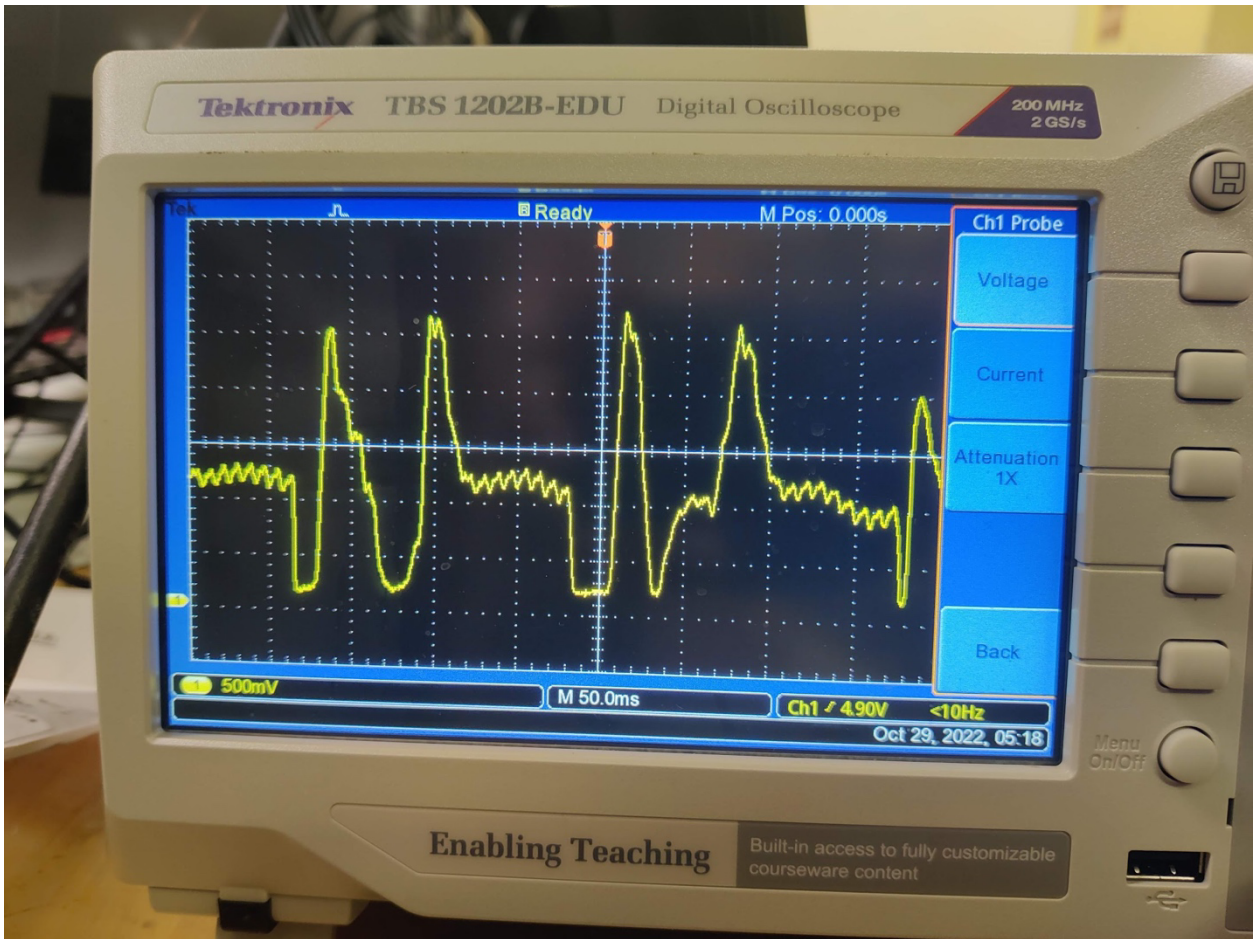 Tektronix TBS 1202B-EDU Digital Oscilloscope
200 MHz
2 GS/s
Tek Ready M Pos: 0.000s
Ch1 Probe
Voltage
Current
Attenuation
1X
Back
1
1 500mV M 50.0ms Ch1 4.90V <10Hz
Oct 29, 2022, 05:18
Menu
On/Off
Enabling Teaching
Built-in access to fully customizable
courseware content